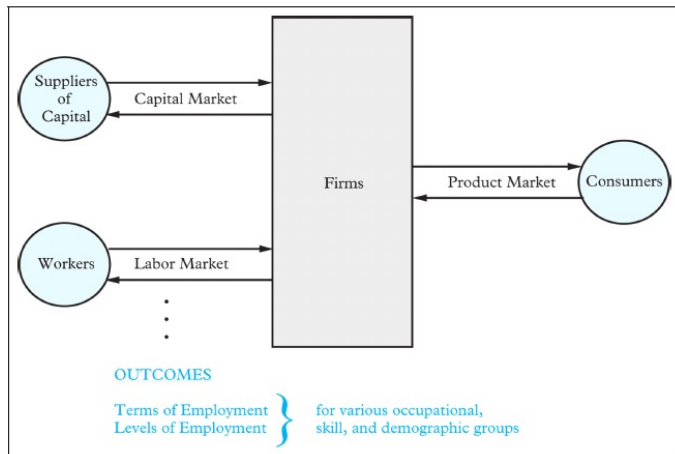 Suppliers
of
Capital
Capital Market
Firms
Product Market
Consumers
Workers
Labor Market
OUTCOMES
Terms of Employment
Levels of Employment
for various occupational,
skill, and demographic groups